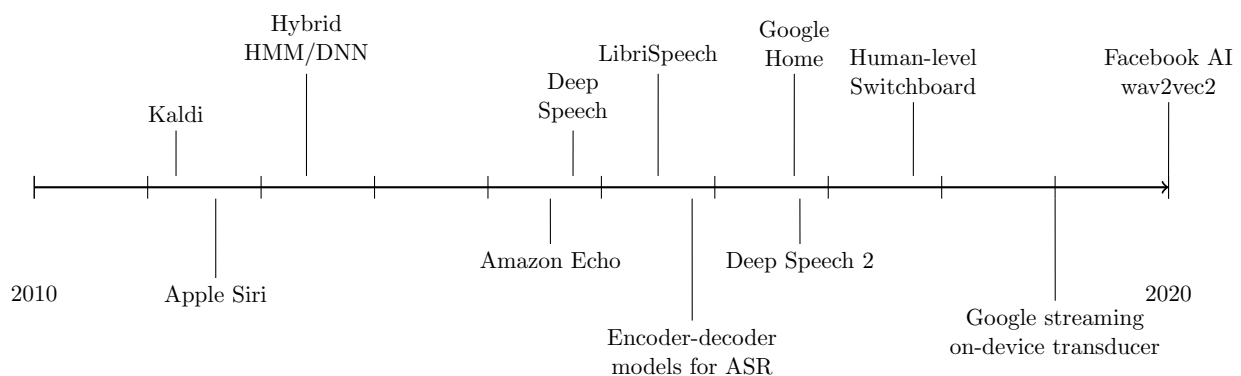 Hybrid
HMM/DNN
Kaldi
Deep
Speech
LibriSpeech
Google
Home
Human-level
Switchboard
Facebook AI
wav2vec2
2010
Apple Siri
Amazon Echo
Encoder-decoder
models for ASR
Deep Speech 2
Google streaming
on-device transducer
2020